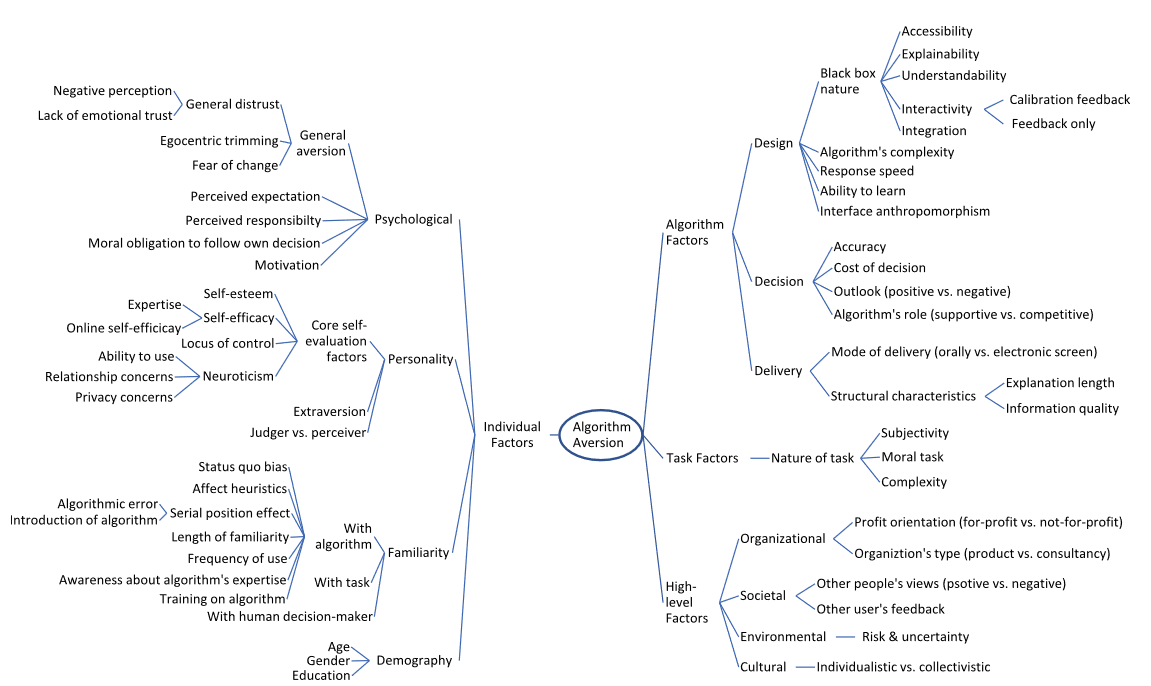 Algorithm
Aversion
Individual
Factors
Psychological
General
aversion
General distrust
Negative perception
Lack of emotional trust
Egocentric trimming
Fear of change
Perceived expectation
Perceived responsibilty
Moral obligation to follow own decision
Motivation
Personality
Core self-
evaluation
factors
Self-esteem
Self-efficacy
Expertise
Online self-efficicay
Locus of control
Neuroticism
Ability to use
Relationship concerns
Privacy concerns
Extraversion
Judger vs. perceiver
Familiarity
With
algorithm
Status quo bias
Affect heuristics
Serial position effect
Algorithmic error
Introduction of algorithm
Length of familiarity
Frequency of use
Awareness about algorithm's expertise
Training on algorithm
With task
With human decision-maker
Demography
Age
Gender
Education
Algorithm
Factors
Design
Black box
nature
Accessibility
Explainability
Understandability
Interactivity
Calibration feedback
Feedback only
Integration
Algorithm's complexity
Response speed
Ability to learn
Interface anthropomorphism
Decision
Accuracy
Cost of decision
Outlook (positive vs. negative)
Algorithm's role (supportive vs. competitive)
Delivery
Mode of delivery (orally vs. electronic screen)
Structural characteristics
Explanation length
Information quality
Task Factors
Nature of task
Subjectivity
Moral task
Complexity
High-
level
Factors
Organizational
Profit orientation (for-profit vs. not-for-profit)
Organiztion's type (product vs. consultancy)
Societal
Other people's views (psotive vs. negative)
Other user's feedback
Environmental
Risk & uncertainty
Cultural
Individualistic vs. collectivistic